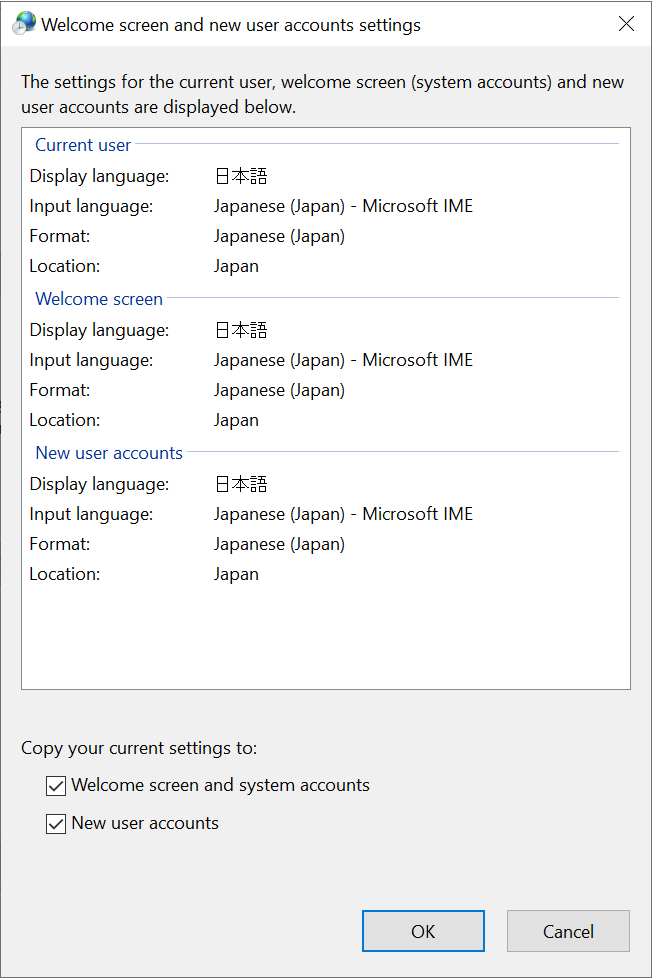 Welcome screen and new user accounts settings
The settings for the current user, welcome screen (system accounts) and new
user accounts are displayed below.
Current user
Display language: 日本語
Input language: Japanese (Japan) - Microsoft IME
Format: Japanese (Japan)
Location: Japan
Welcome screen
Display language: 日本語
Input language: Japanese (Japan) - Microsoft IME
Format: Japanese (Japan)
Location: Japan
New user accounts
Display language: 日本語
Input language: Japanese (Japan) - Microsoft IME
Format: Japanese (Japan)
Location: Japan
Copy your current settings to:
Welcome screen and system accounts
New user accounts
OK Cancel